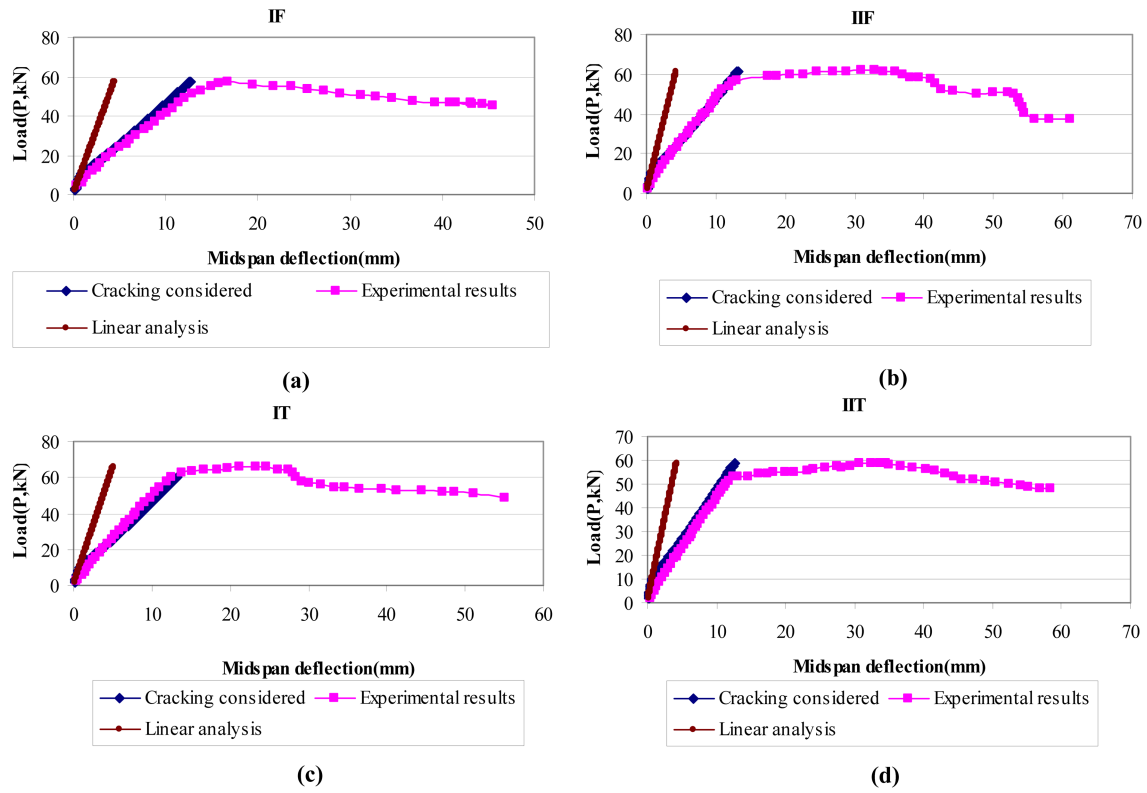 IF
80
60
40
20
0
0 10 20 30 40 50
Load(P,kN)
Midspan deflection(mm)
Cracking considered Experimental results
Linear analysis
(a)
IIF
80
60
40
20
0
0 10 20 30 40 50 60 70
Load(P,kN)
Midspan deflection(mm)
Cracking considered Experimental results
Linear analysis
(b)
IT
80
60
40
20
0
0 10 20 30 40 50 60
Load(P,kN)
Midspan deflection(mm)
Cracking considered Experimental results
Linear analysis
(c)
IIT
70
60
50
40
30
20
10
0
0 10 20 30 40 50 60 70
Load(P,kN)
Midspan deflection(mm)
Cracking considered Experimental results
Linear analysis
(d)